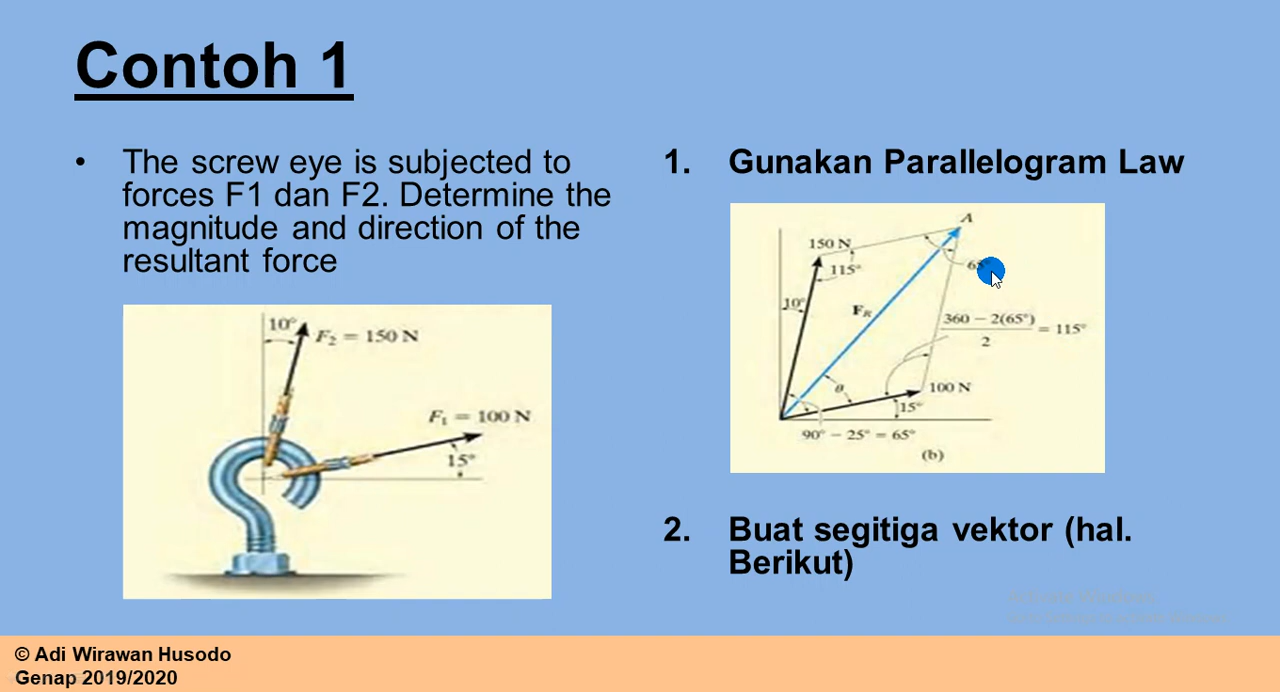 Contoh 1
• The screw eye is subjected to
forces F1 dan F2. Determine the
magnitude and direction of the
resultant force
10°
F₂ = 150 N
F₁ = 100 N
15°
1. Gunakan Parallelogram Law
A
150 N
115°
65
10°
F_R
360 − 2(65°)
2
= 115°
θ
100 N
15°
90° − 25° = 65°
(b)
2. Buat segitiga vektor (hal.
Berikut)
© Adi Wirawan Husodo
Genap 2019/2020